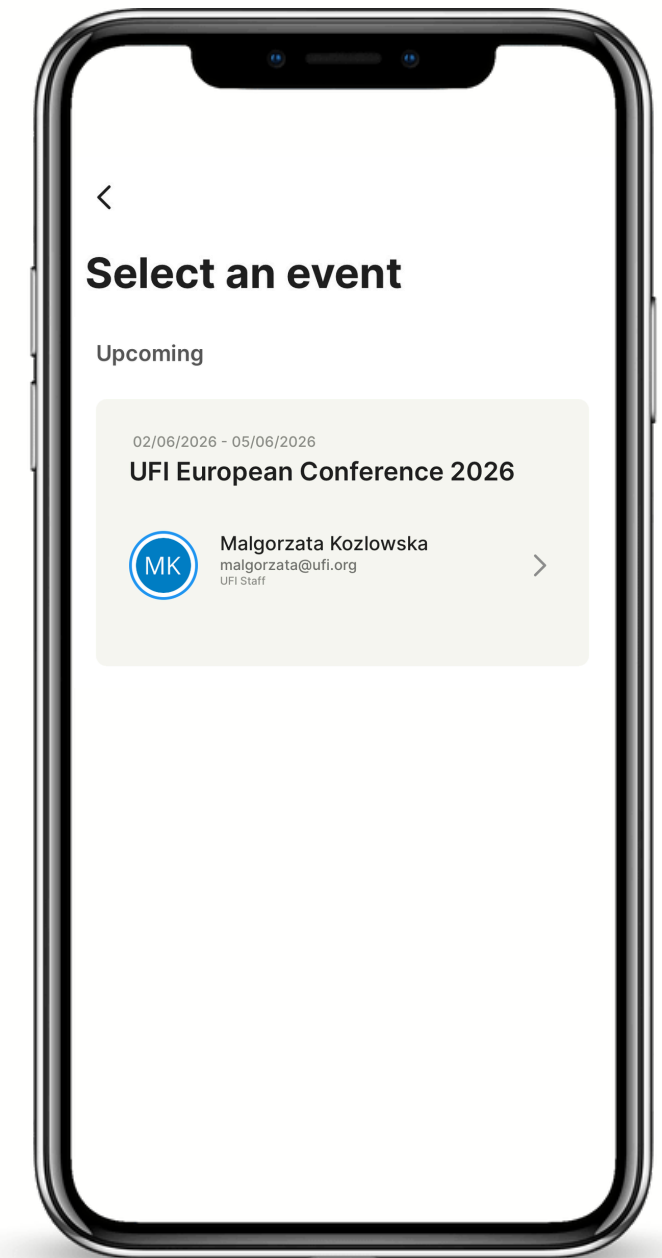 Select an event
Upcoming
02/06/2026 - 05/06/2026
UFI European Conference 2026
MK
Malgorzata Kozlowska
malgorzata@ufi.org
UFI Staff